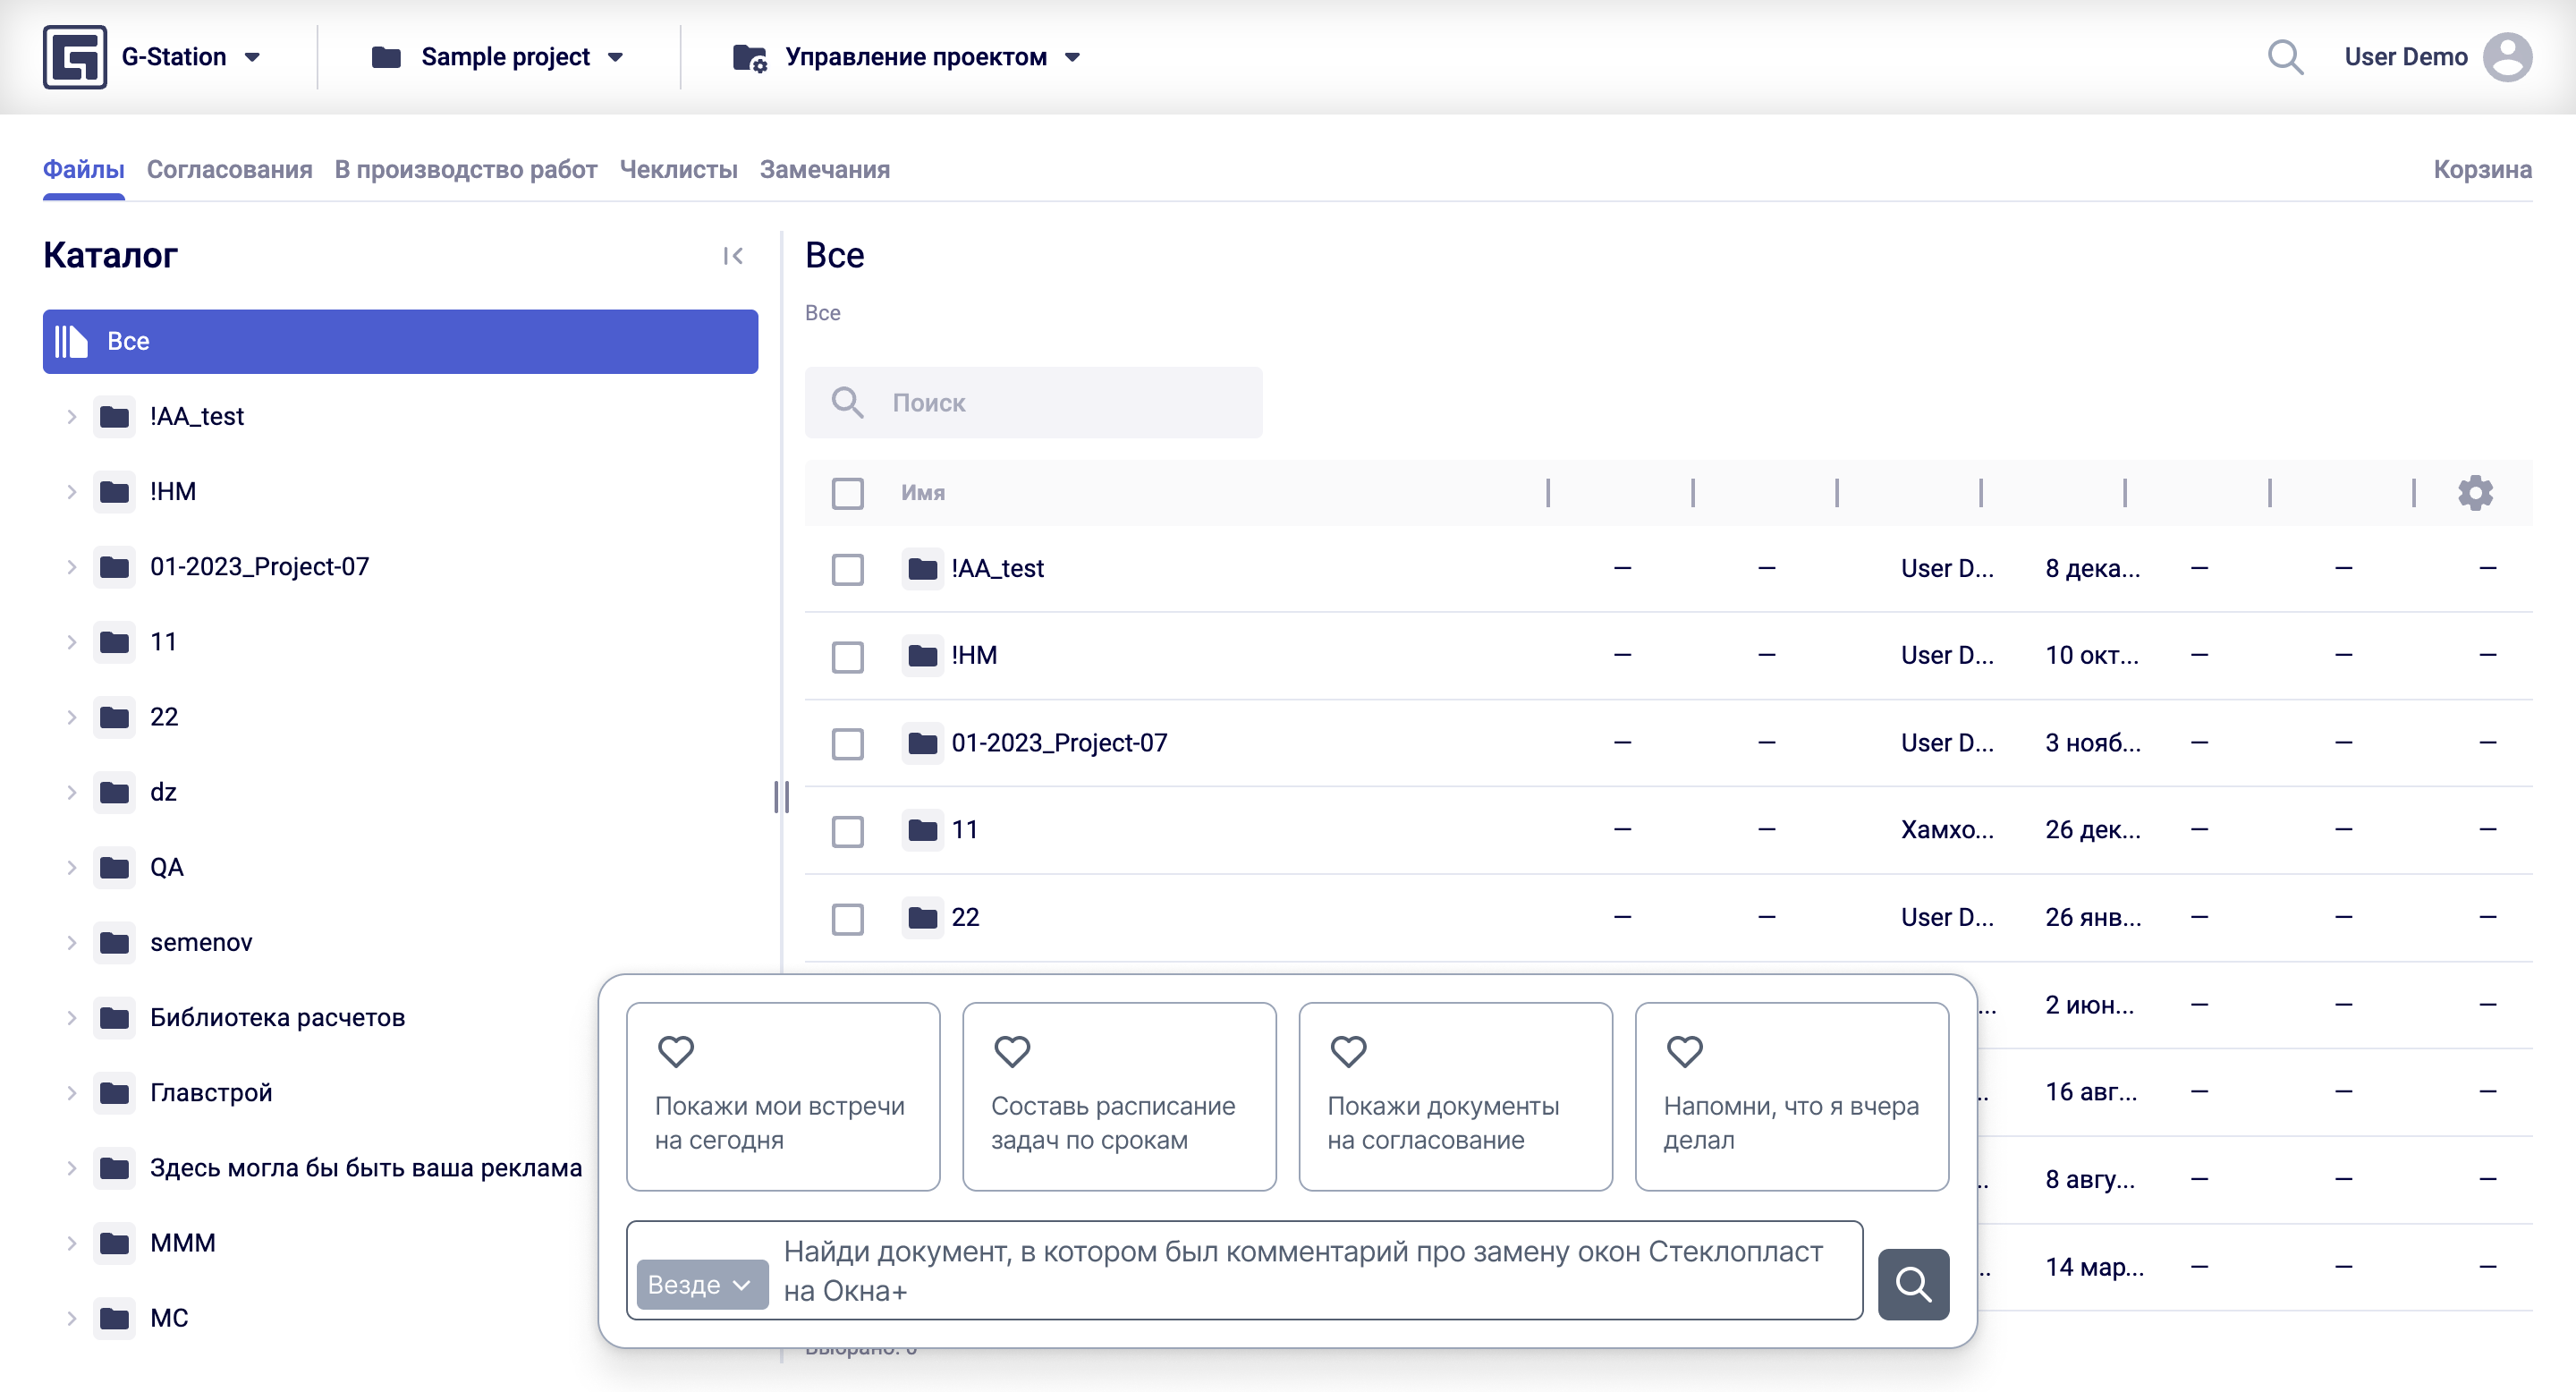 G-Station
Sample project
Управление проектом
User Demo
Файлы Согласования В производство работ Чеклисты Замечания
Корзина
Каталог
Все
!AA_test
!HM
01-2023_Project-07
11
22
dz
QA
semenov
Библиотека расчетов
Главстрой
Здесь могла бы быть ваша реклама
МММ
МС
Все
Все
Поиск
Имя
!AA_test — — User D... 8 дека... — — —
!HM — — User D... 10 окт... — — —
01-2023_Project-07 — — User D... 3 нояб... — — —
11 — — Хамхо... 26 дек... — — —
22 — — User D... 26 янв... — — —
... 2 июн... — — —
.. 16 авг... — — —
.. 8 авгу... — — —
.. 14 мар... — — —
Покажи мои встречи
на сегодня
Составь расписание
задач по срокам
Покажи документы
на согласование
Напомни, что я вчера
делал
Везде
Найди документ, в котором был комментарий про замену окон Стеклопласт
на Окна+
Выбрано: 0